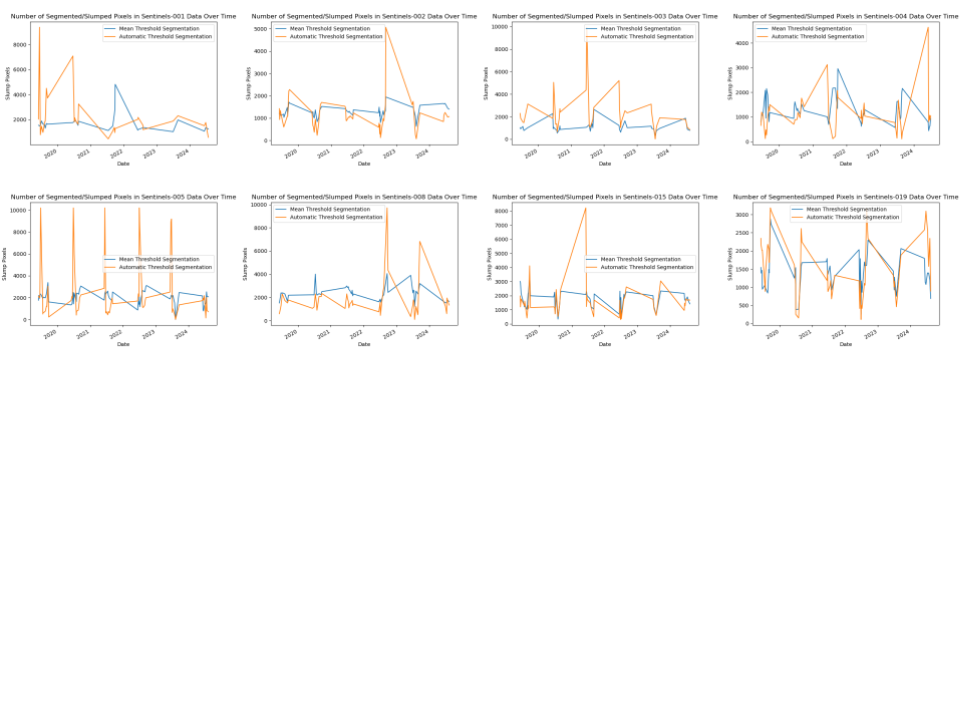 Number of Segmented/Slumped Pixels in Sentinels-001 Data Over Time
Mean Threshold Segmentation
Automatic Threshold Segmentation
8000
6000
4000
2000
Slump Pixels
2020
2021
2022
2023
2024
Date
Number of Segmented/Slumped Pixels in Sentinels-002 Data Over Time
Mean Threshold Segmentation
Automatic Threshold Segmentation
5000
4000
3000
2000
1000
0
Slump Pixels
2020
2021
2022
2023
2024
Date
Number of Segmented/Slumped Pixels in Sentinels-003 Data Over Time
Mean Threshold Segmentation
Automatic Threshold Segmentation
10000
8000
6000
4000
2000
0
Slump Pixels
2020
2021
2022
2023
2024
Date
Number of Segmented/Slumped Pixels in Sentinels-004 Data Over Time
Mean Threshold Segmentation
Automatic Threshold Segmentation
4000
3000
2000
1000
0
Slump Pixels
2020
2021
2022
2023
2024
Date
Number of Segmented/Slumped Pixels in Sentinels-005 Data Over Time
10000
8000
6000
4000
2000
0
Mean Threshold Segmentation
Automatic Threshold Segmentation
Slump Pixels
2020
2021
2022
2023
2024
Date
Number of Segmented/Slumped Pixels in Sentinels-008 Data Over Time
Mean Threshold Segmentation
Automatic Threshold Segmentation
10000
8000
6000
4000
2000
0
Slump Pixels
2020
2021
2022
2023
2024
Date
Number of Segmented/Slumped Pixels in Sentinels-015 Data Over Time
8000
7000
6000
5000
4000
3000
2000
1000
0
Mean Threshold Segmentation
Automatic Threshold Segmentation
Slump Pixels
2020
2021
2022
2023
2024
Date
Number of Segmented/Slumped Pixels in Sentinels-019 Data Over Time
Mean Threshold Segmentation
Automatic Threshold Segmentation
3000
2500
2000
1500
1000
500
0
Slump Pixels
2020
2021
2022
2023
2024
Date